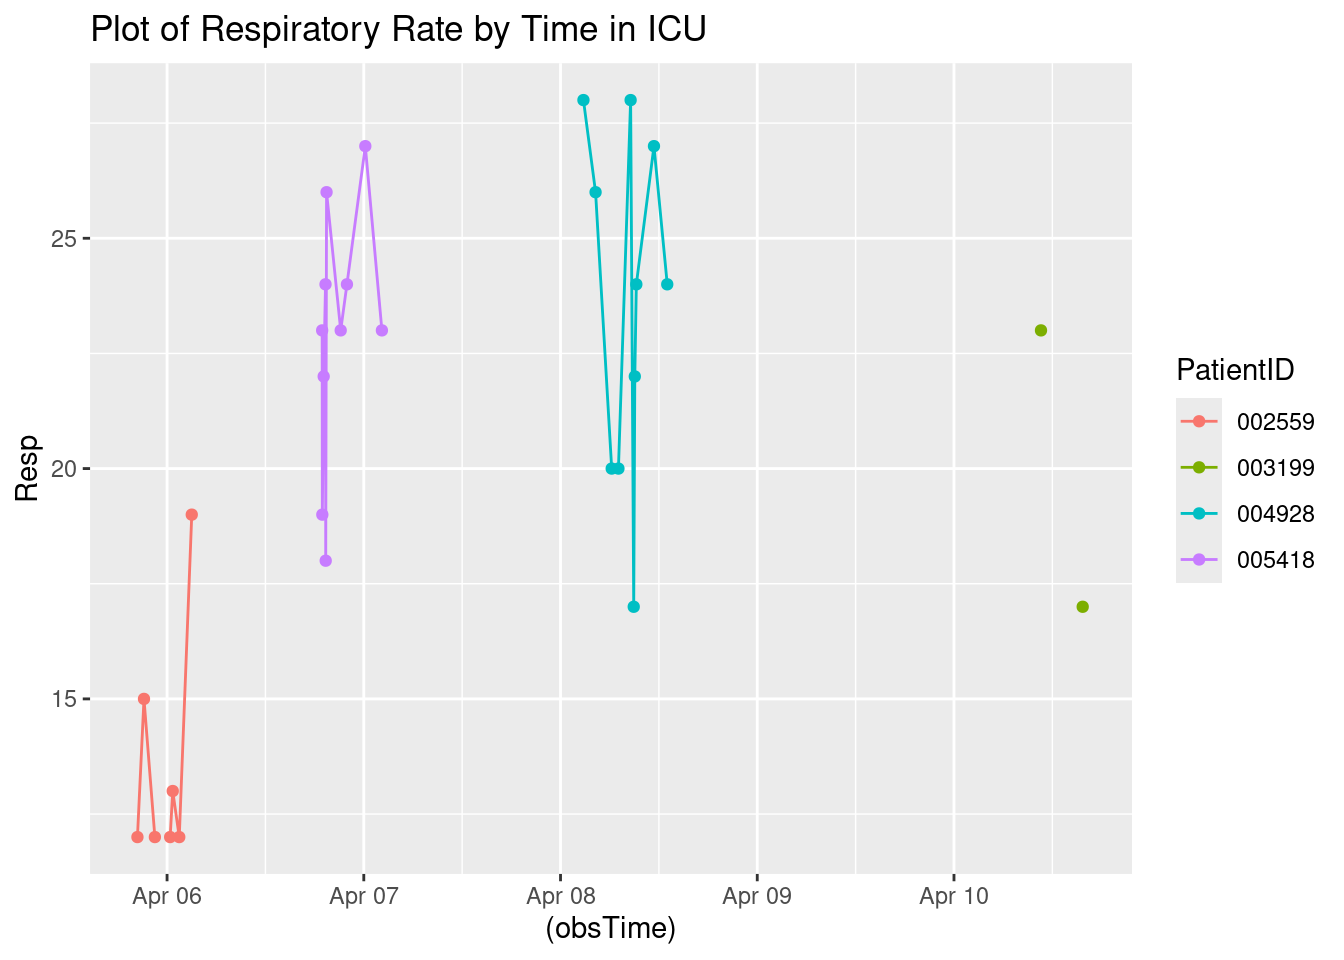 Plot of Respiratory Rate by Time in ICU
Resp
25
20
15
Apr 06 Apr 07 Apr 08 Apr 09 Apr 10
(obsTime)
PatientID
002559
003199
004928
005418